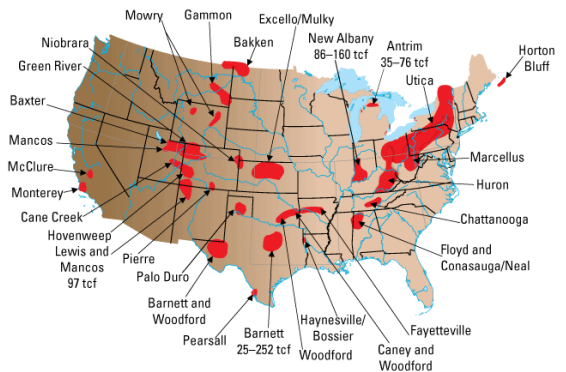 Mowry
Gammon
Excello/Mulky
Niobrara
Bakken
New Albany
86–160 tcf
Antrim
35–76 tcf
Horton
Bluff
Green River
Utica
Baxter
Mancos
McClure
Marcellus
Monterey
Huron
Cane Creek
Chattanooga
Hovenweep
Lewis and
Mancos
97 tcf
Pierre
Floyd and
Conasauga/Neal
Palo Duro
Barnett and
Woodford
Pearsall
Barnett
25–252 tcf
Woodford
Haynesville/
Bossier
Fayetteville
Caney and
Woodford